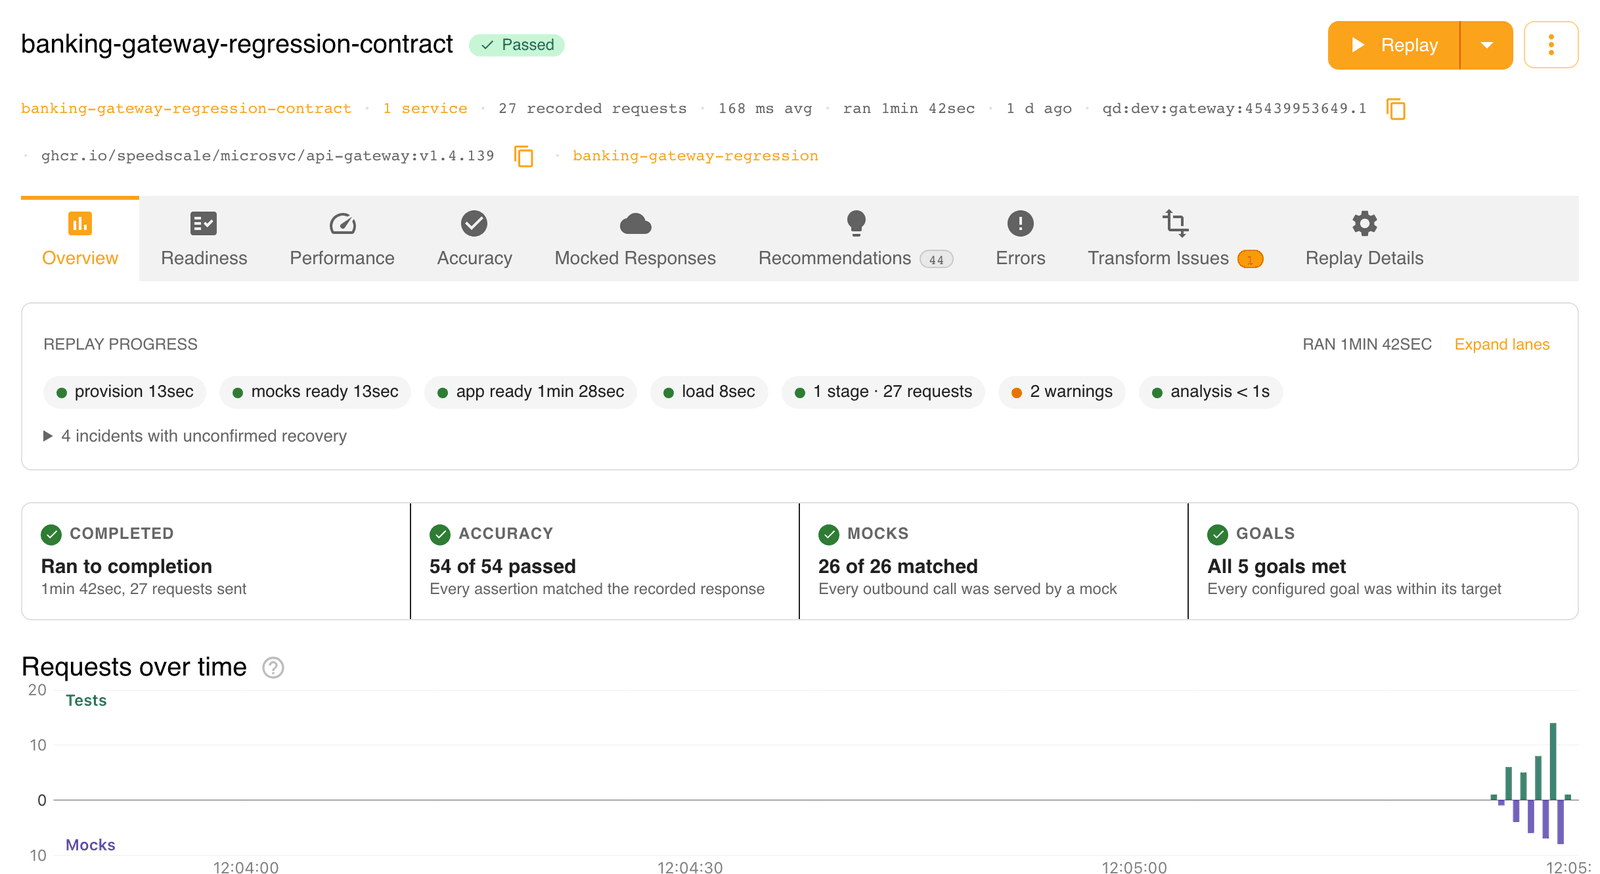 banking-gateway-regression-contract Passed Replay
banking-gateway-regression-contract · 1 service · 27 recorded requests · 168 ms avg · ran 1min 42sec · 1 d ago · qd:dev:gateway:45439953649.1
· ghcr.io/speedscale/microsvc/api-gateway:v1.4.139 · banking-gateway-regression
Overview Readiness Performance Accuracy Mocked Responses Recommendations 44 Errors Transform Issues 1 Replay Details
REPLAY PROGRESS RAN 1MIN 42SEC Expand lanes
provision 13sec mocks ready 13sec app ready 1min 28sec load 8sec 1 stage · 27 requests 2 warnings analysis < 1s
4 incidents with unconfirmed recovery
COMPLETED
Ran to completion
1min 42sec, 27 requests sent
ACCURACY
54 of 54 passed
Every assertion matched the recorded response
MOCKS
26 of 26 matched
Every outbound call was served by a mock
GOALS
All 5 goals met
Every configured goal was within its target
Requests over time ?
20
Tests
10
0
Mocks
10
12:04:00 12:04:30 12:05:00 12:05: